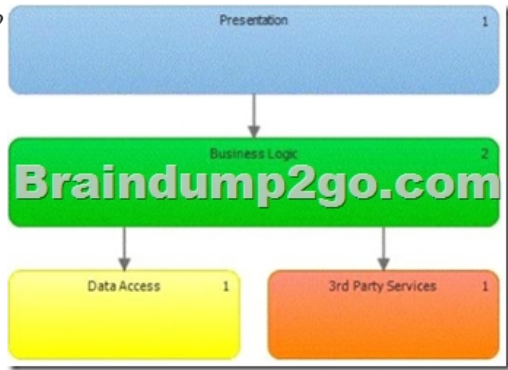 Presentation 1
Business Logic 2
Braindump2go.com
Data Access 1
3rd Party Services 1